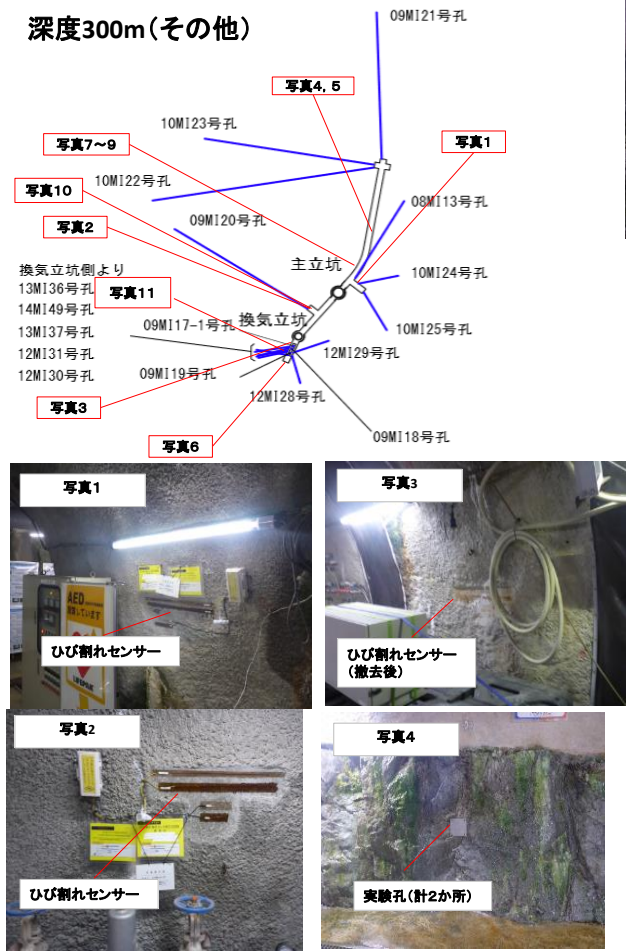 深度300m(その他)
09MI21号孔
写真4, 5
10MI23号孔
写真7～9
写真1
10MI22号孔
写真10
08MI13号孔
写真2
09MI20号孔
主立坑
換気立坑側より
13MI36号孔
写真11
10MI24号孔
14MI49号孔
13MI37号孔
09MI17-1号孔
換気立坑
10MI25号孔
12MI31号孔
12MI29号孔
12MI30号孔
09MI19号孔
12MI28号孔
写真3
09MI18号孔
写真6
写真1
AED
ひび割れセンサー
写真3
ひび割れセンサー
(撤去後)
写真2
ひび割れセンサー
写真4
実験孔(計2か所)